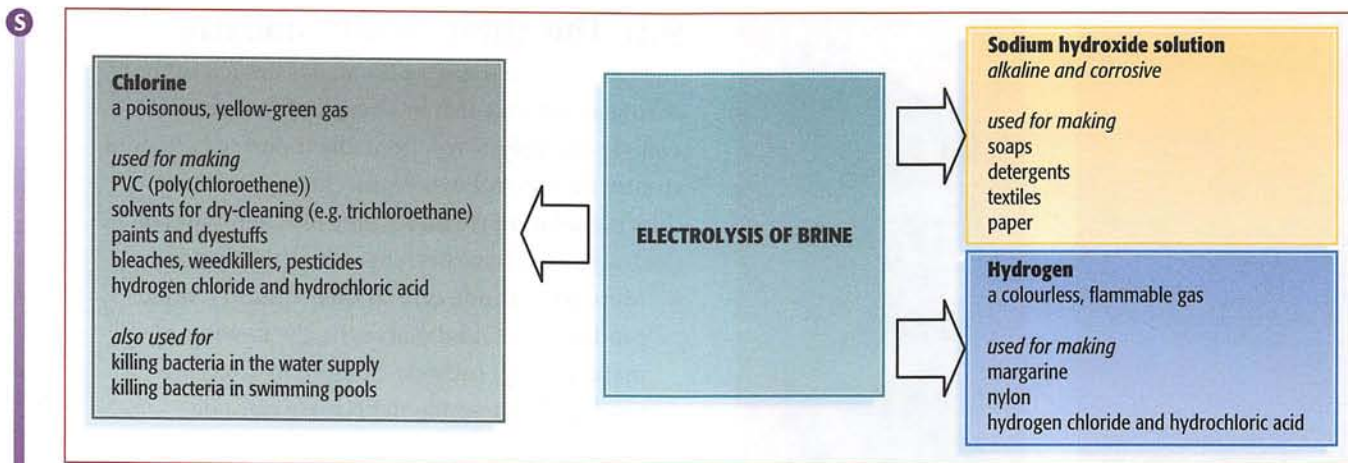 S
Chlorine
a poisonous, yellow-green gas
used for making
PVC (poly(chloroethene))
solvents for dry-cleaning (e.g. trichloroethane)
paints and dyestuffs
bleaches, weedkillers, pesticides
hydrogen chloride and hydrochloric acid
also used for
killing bacteria in the water supply
killing bacteria in swimming pools
ELECTROLYSIS OF BRINE
Sodium hydroxide solution
alkaline and corrosive
used for making
soaps
detergents
textiles
paper
Hydrogen
a colourless, flammable gas
used for making
margarine
nylon
hydrogen chloride and hydrochloric acid